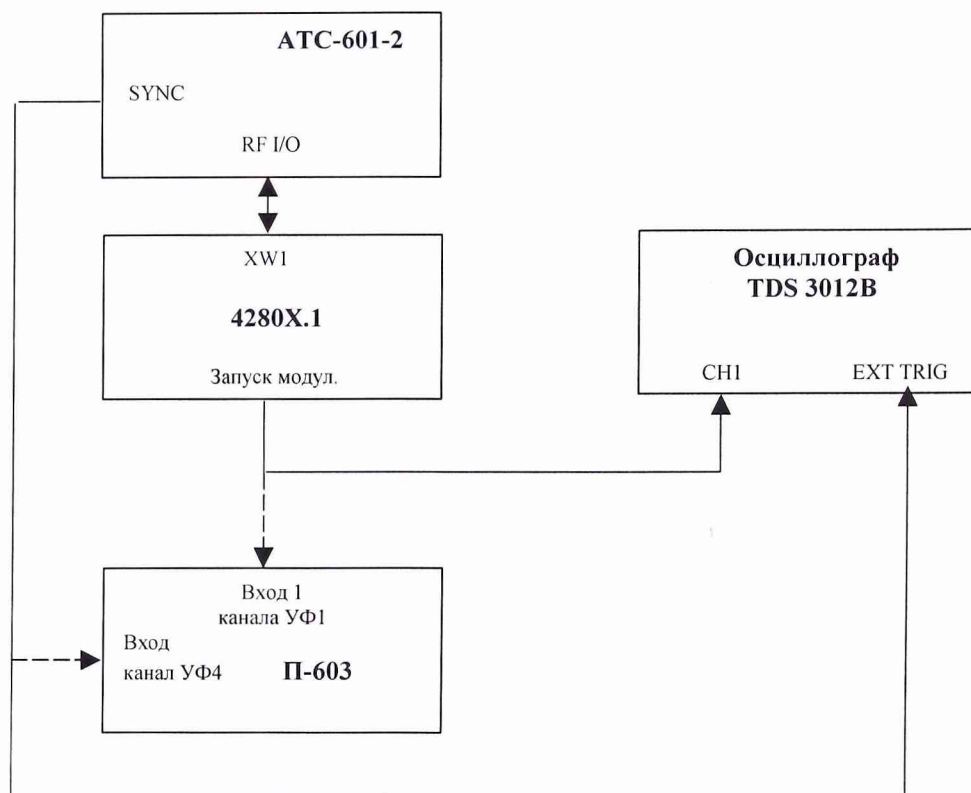 АТС-601-2
SYNC
RF I/O
XW1
4280X.1
Запуск модул.
Осциллограф
TDS 3012B
CH1 EXT TRIG
Вход 1
канала УФ1
Вход
канал УФ4
П-603